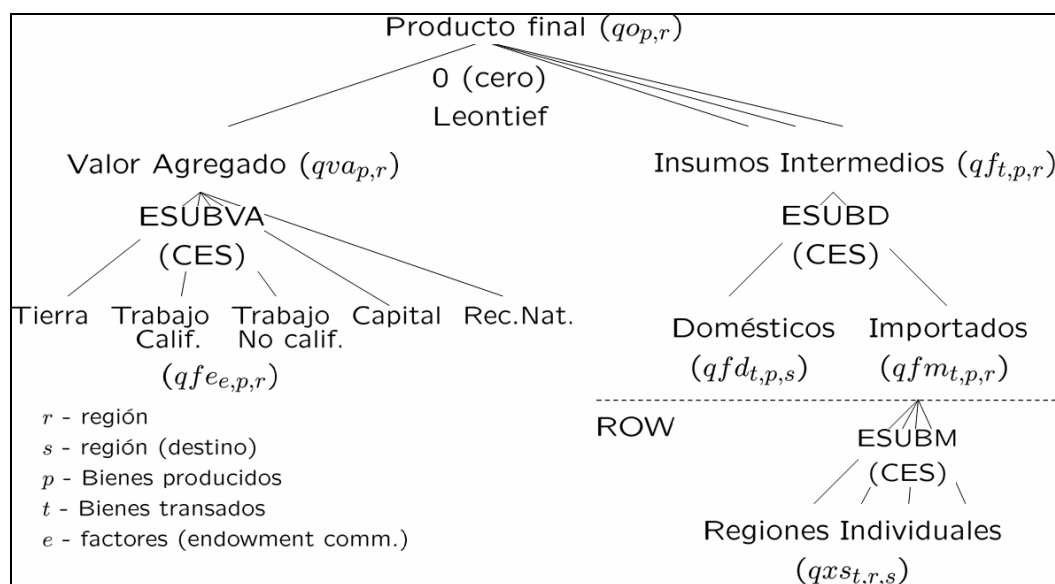 Producto final (qo_{p,r})
0 (cero)
Leontief
Valor Agregado (qva_{p,r})
Insumos Intermedios (qf_{t,p,r})
ESUBVA
(CES)
ESUBD
(CES)
Tierra
Trabajo
Calif.
Trabajo
No calif.
Capital
Rec.Nat.
(qfe_{e,p,r})
Domésticos
(qfd_{t,p,s})
Importados
(qfm_{t,p,r})
ROW
ESUBM
(CES)
Regiones Individuales
(qxs_{t,r,s})
r - región
s - región (destino)
p - Bienes producidos
t - Bienes transados
e - factores (endowment comm.)